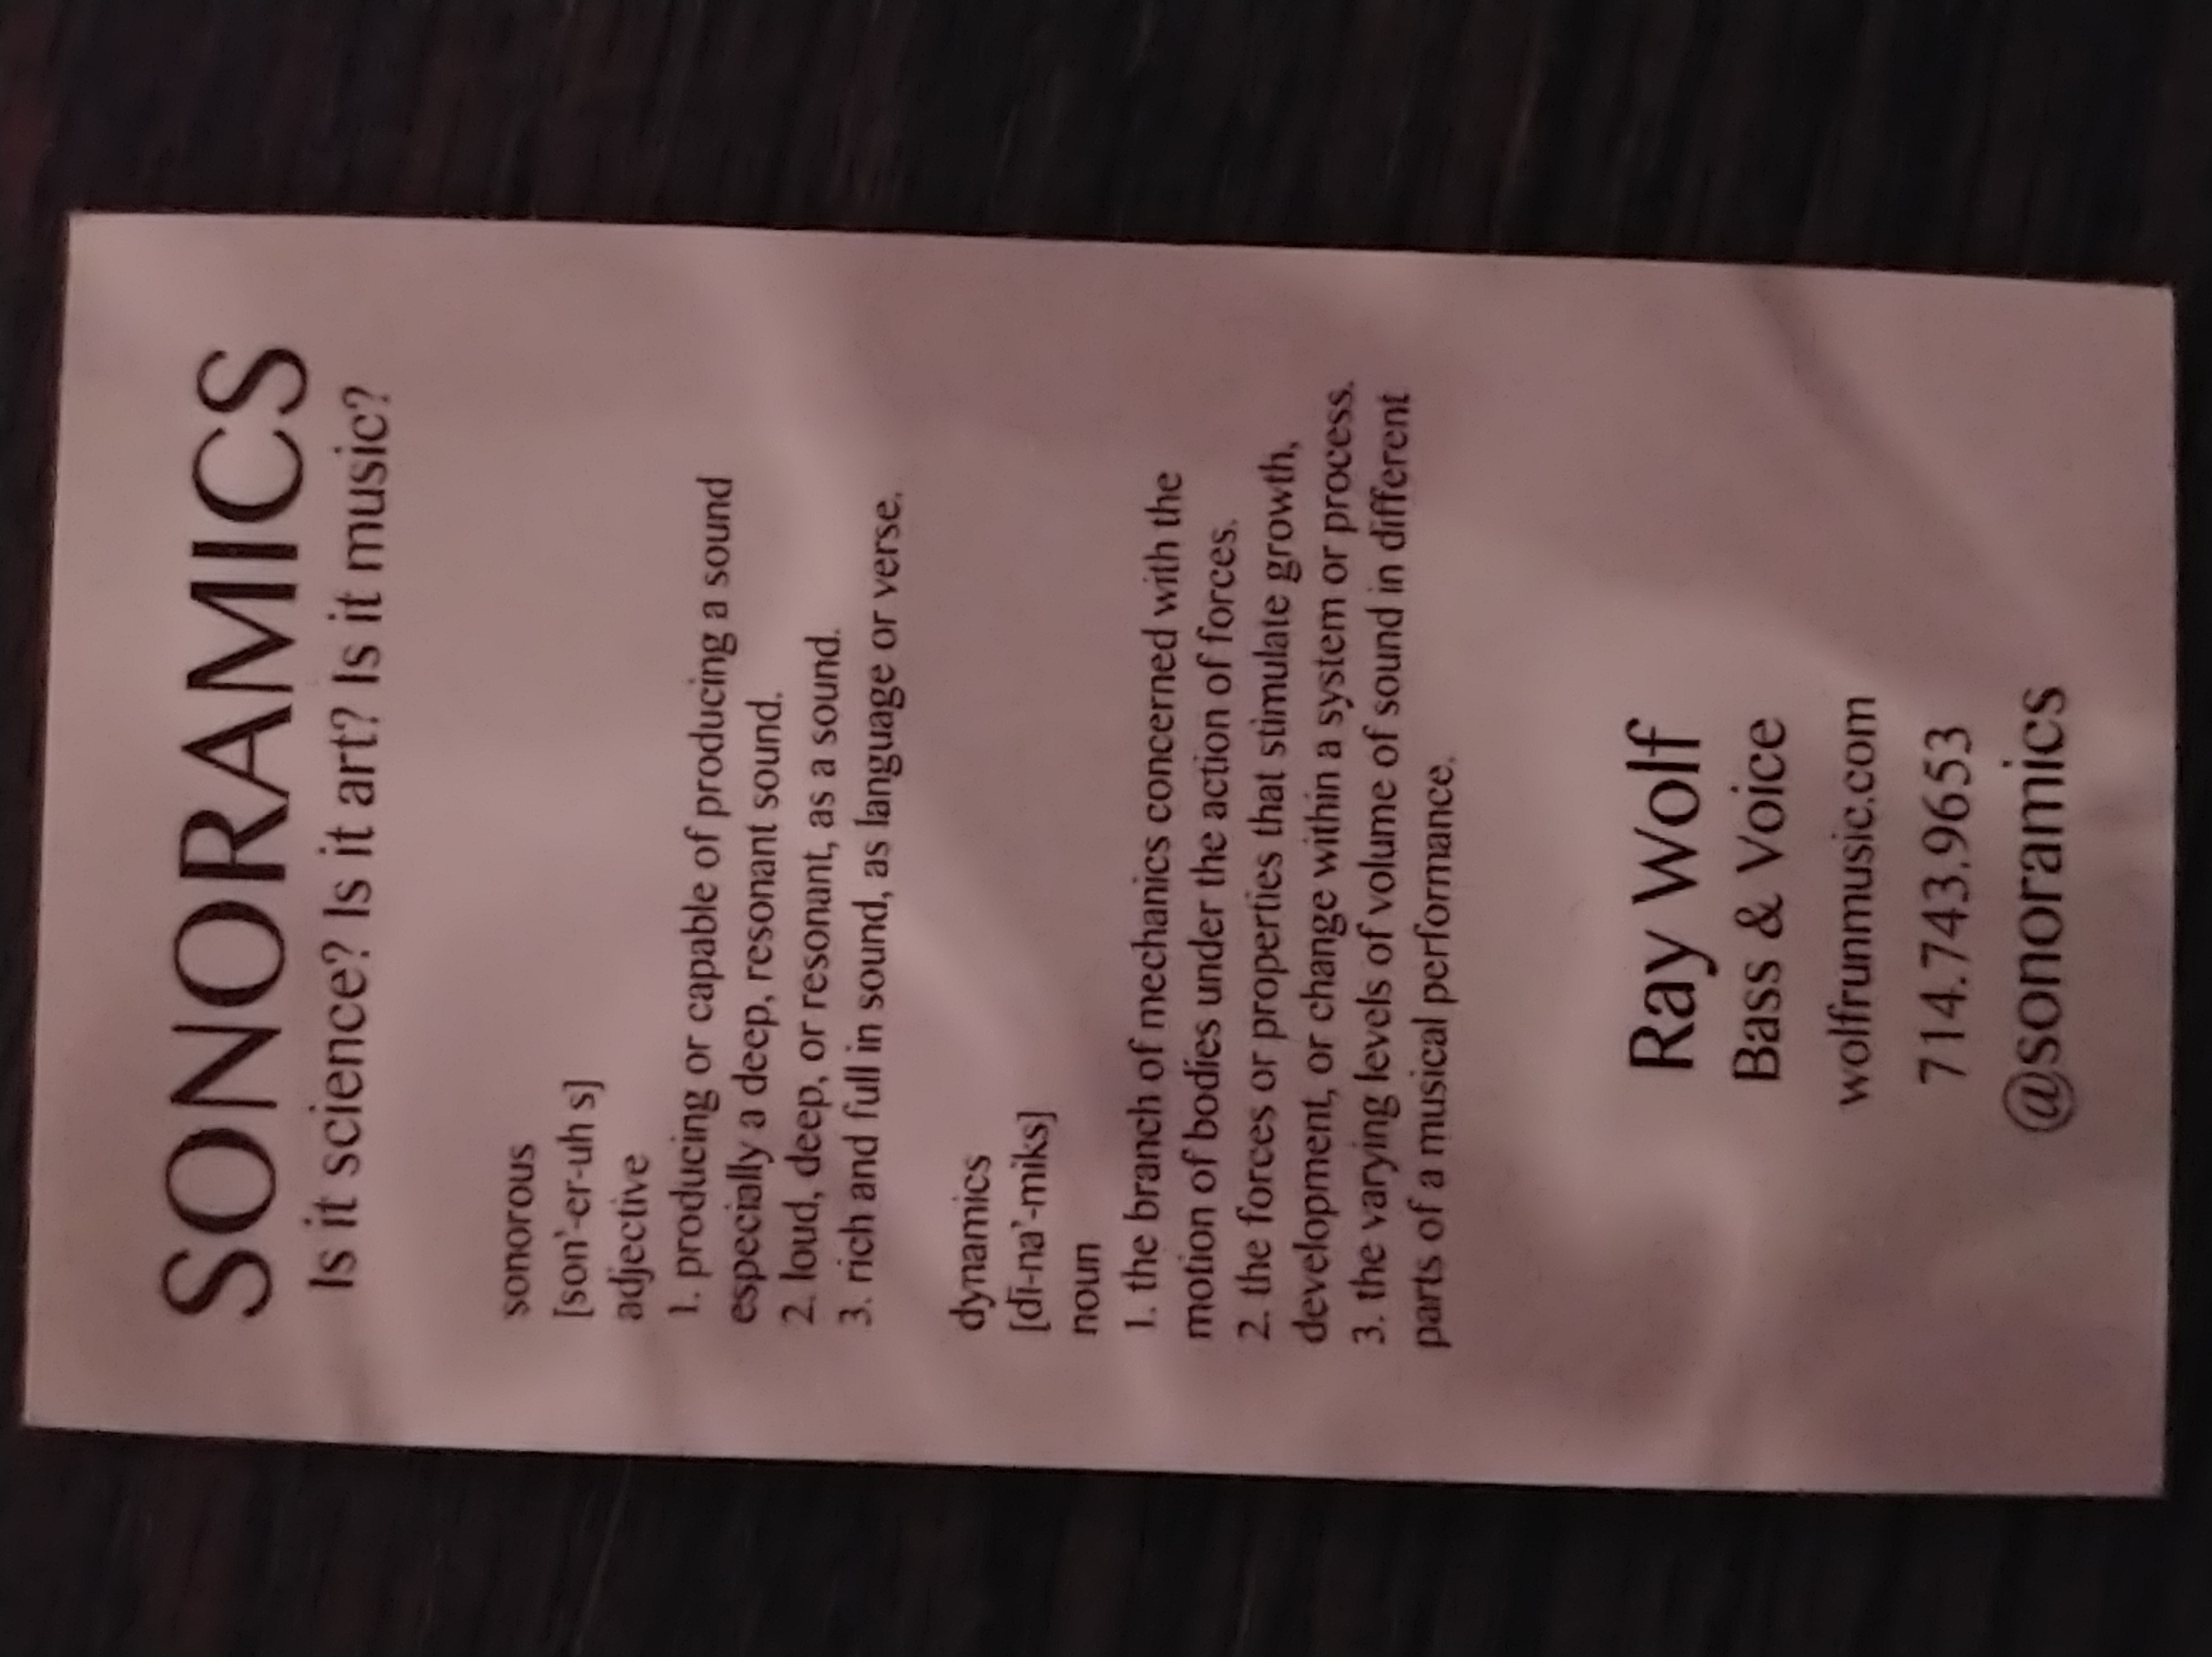 SONORAMICS
Is it science? Is it art? Is it music?
sonorous
[son'-er-uh s]
adjective
1. producing or capable of producing a sound
especially a deep, resonant sound.
2. loud, deep, or resonant, as a sound.
3. rich and full in sound, as language or verse.
dynamics
[dī-na'-miks]
noun
1. the branch of mechanics concerned with the
motion of bodies under the action of forces.
2. the forces or properties that stimulate growth,
development, or change within a system or process.
3. the varying levels of volume of sound in different
parts of a musical performance.
Ray Wolf
Bass & Voice
wolfrunmusic.com
714.743.9653
@sonoramics